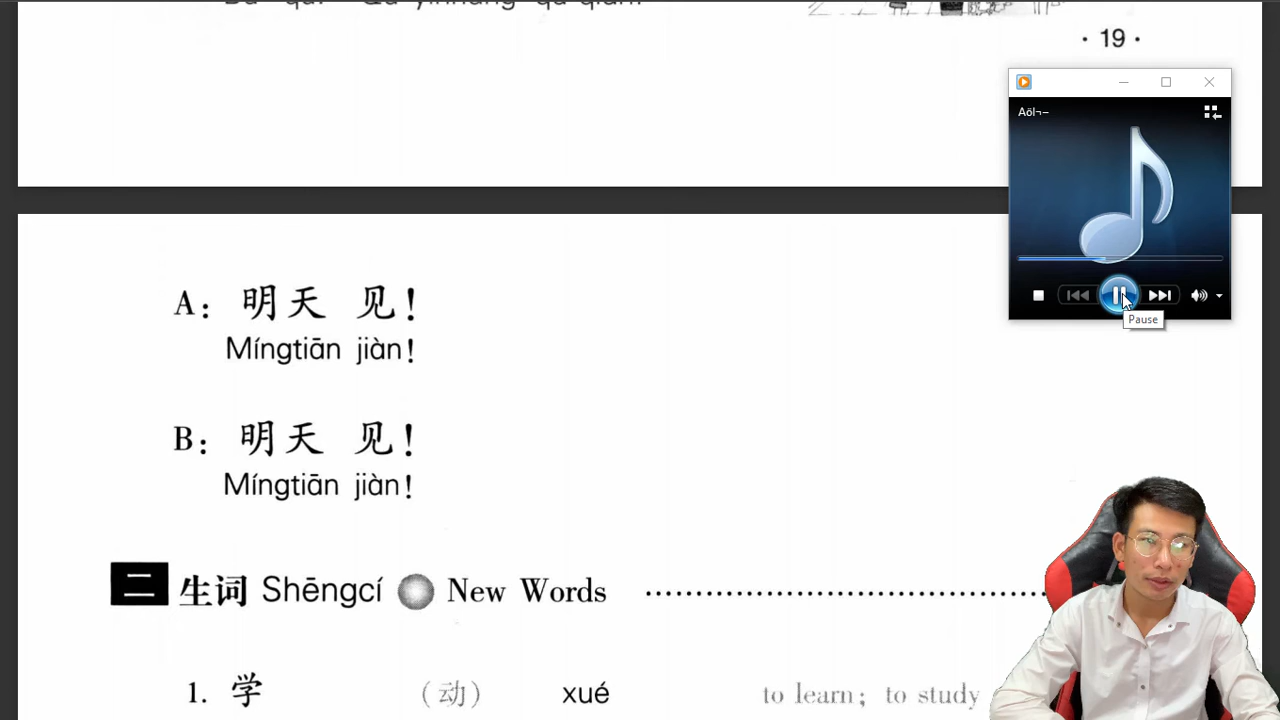 · 19 ·
Aöl¬–
Pause
A: 明天 见!
Míngtiān jiàn!
B: 明天 见!
Míngtiān jiàn!
二 生词 Shēngcí New Words
1. 学 (动) xué to learn; to study